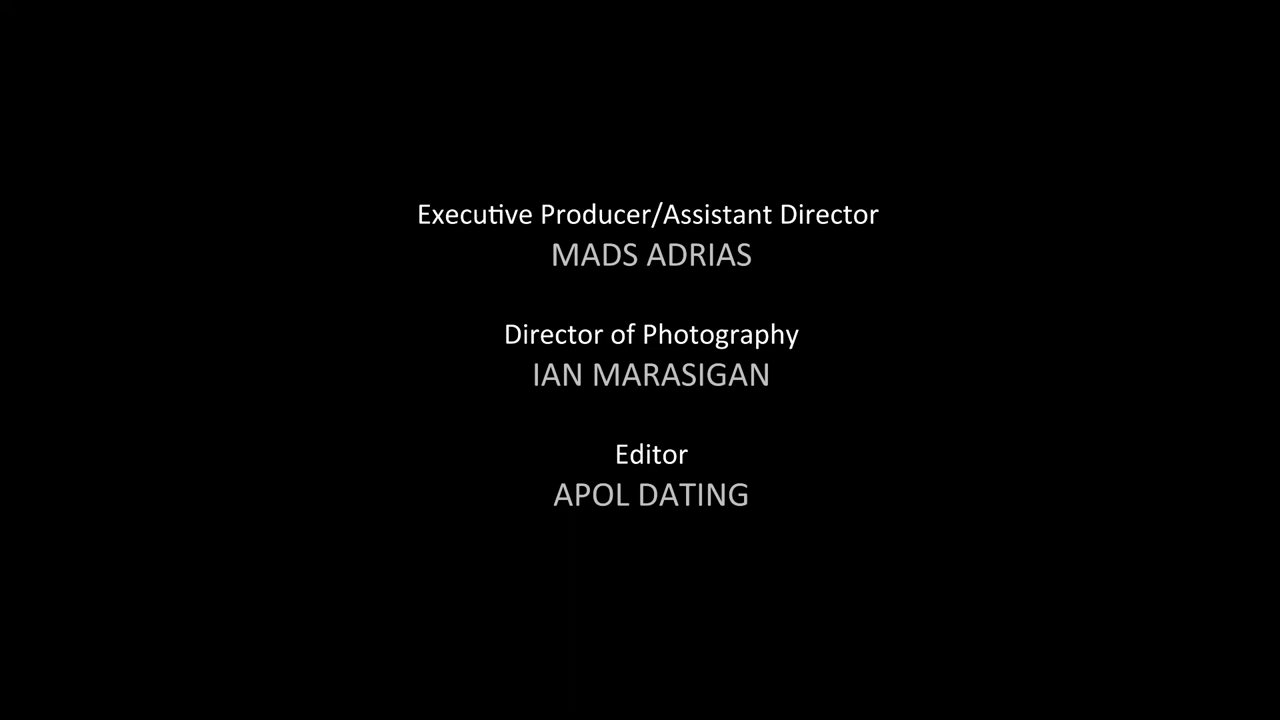 Executive Producer/Assistant Director
MADS ADRIAS
Director of Photography
IAN MARASIGAN
Editor
APOL DATING